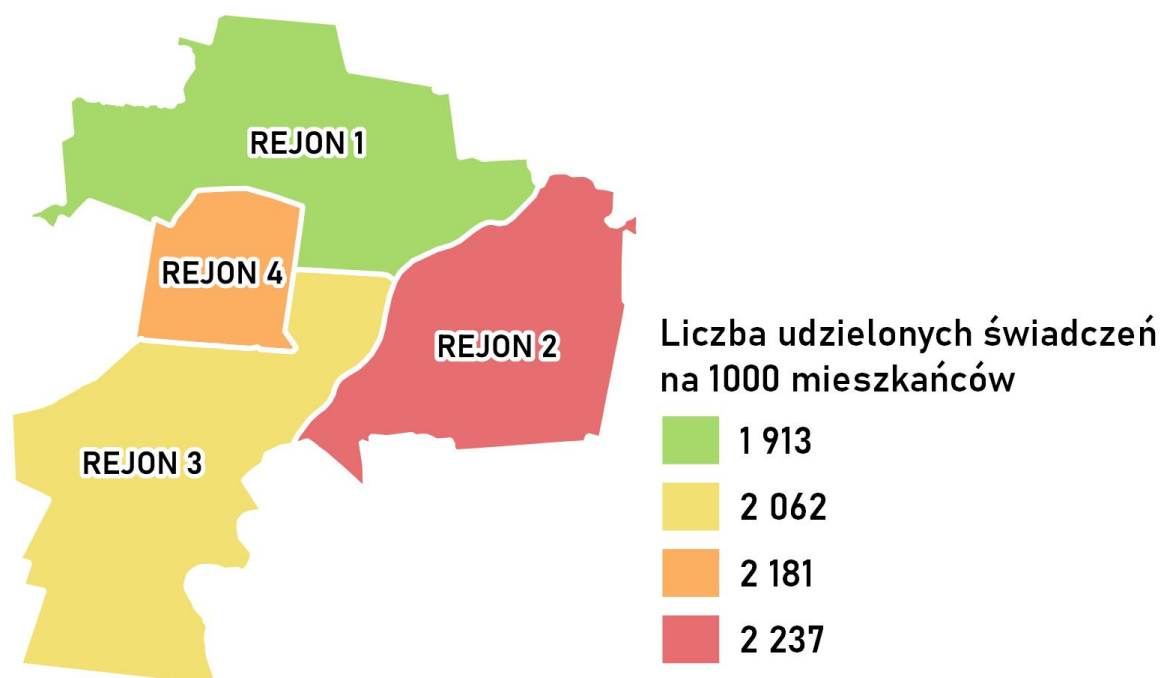 REJON 1
REJON 4
REJON 2
REJON 3
Liczba udzielonych świadczeń
na 1000 mieszkańców
1 913
2 062
2 181
2 237